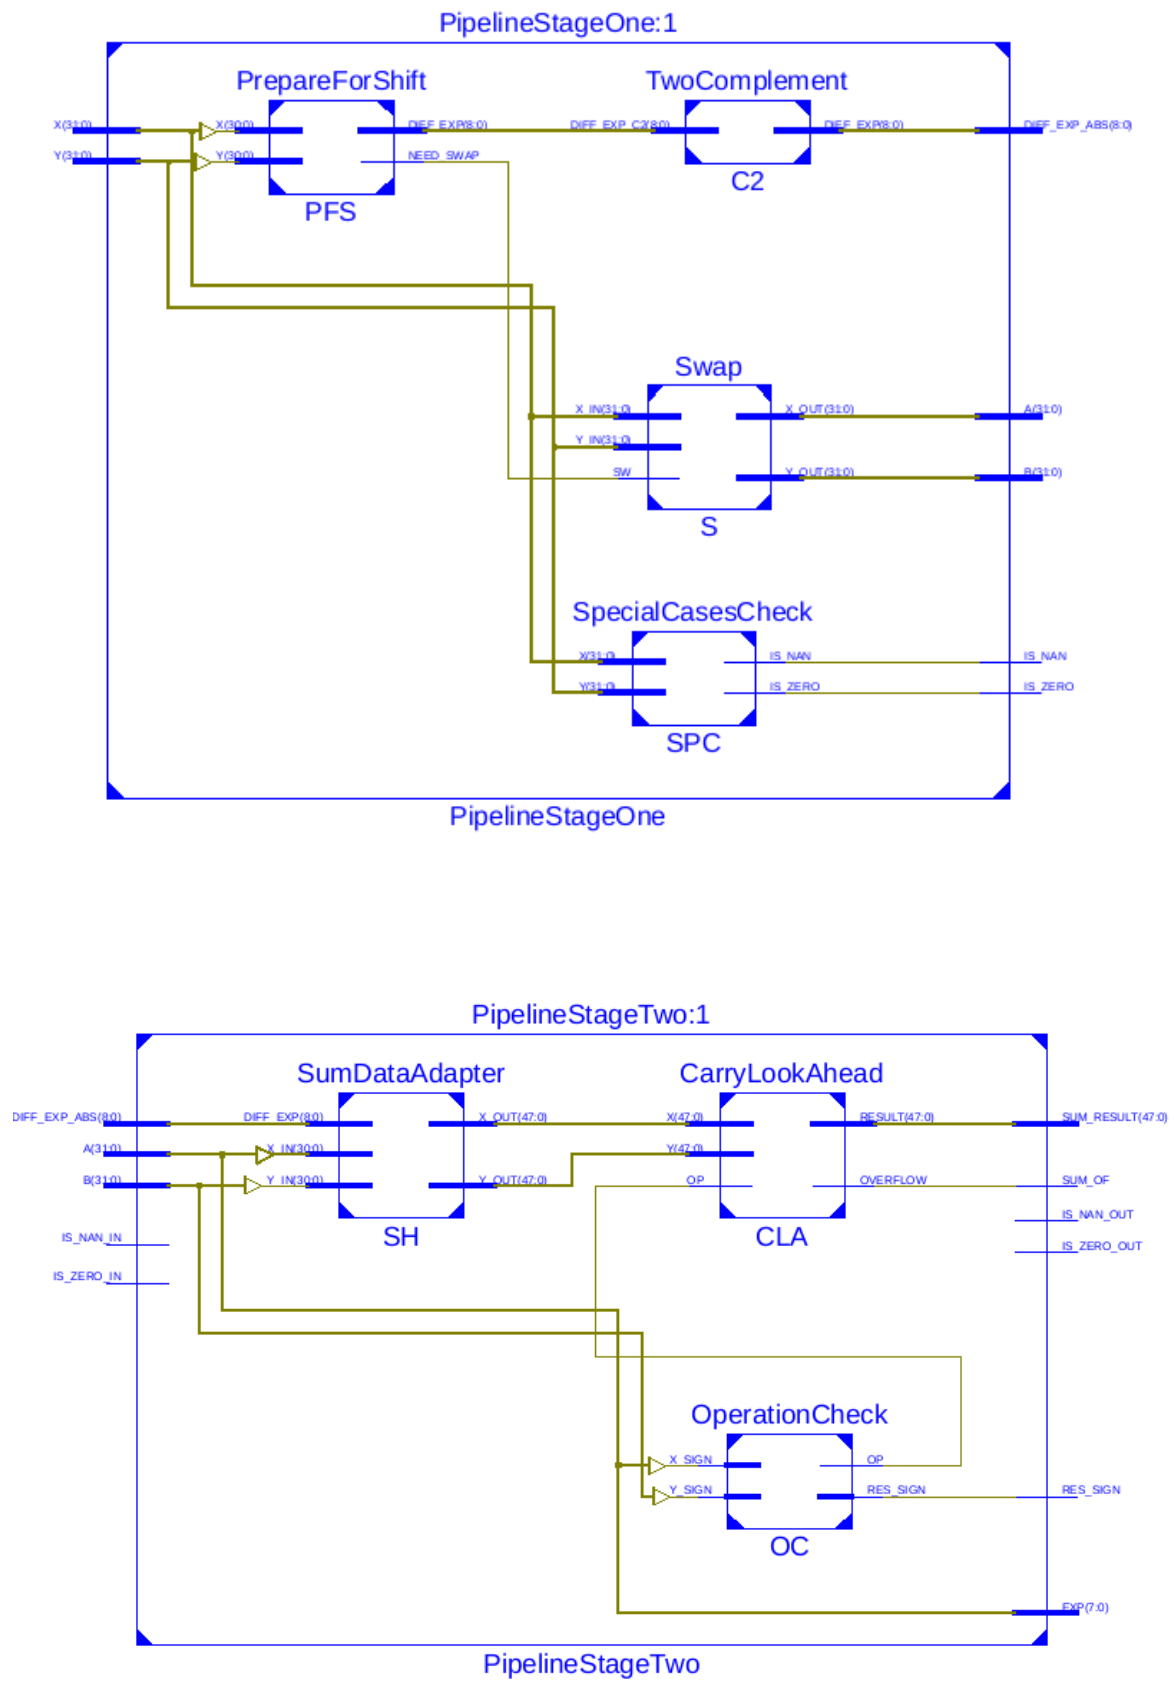 PipelineStageOne:1
PrepareForShift
TwoComplement
X(31:0)
X(30:0)
DIFF_EXP(8:0)
DIFF_EXP_C2(8:0)
DIFF_EXP(8:0)
DIFF_EXP_ABS(8:0)
Y(31:0)
Y(30:0)
NEED_SWAP
C2
PFS
Swap
X_IN(31:0)
X_OUT(31:0)
A(31:0)
Y_IN(31:0)
SW
Y_OUT(31:0)
B(31:0)
S
SpecialCasesCheck
X(31:0)
IS_NAN
IS_NAN
Y(31:0)
IS_ZERO
IS_ZERO
SPC
PipelineStageOne
PipelineStageTwo:1
SumDataAdapter
CarryLookAhead
DIFF_EXP_ABS(8:0)
DIFF_EXP(8:0)
X_OUT(47:0)
X(47:0)
RESULT(47:0)
SUM_RESULT(47:0)
A(31:0)
X_IN(30:0)
Y(47:0)
B(31:0)
Y_IN(30:0)
Y_OUT(47:0)
OP
OVERFLOW
SUM_OF
IS_NAN_OUT
SH
CLA
IS_NAN_IN
IS_ZERO_OUT
IS_ZERO_IN
OperationCheck
X_SIGN
OP
Y_SIGN
RES_SIGN
RES_SIGN
OC
EXP(7:0)
PipelineStageTwo